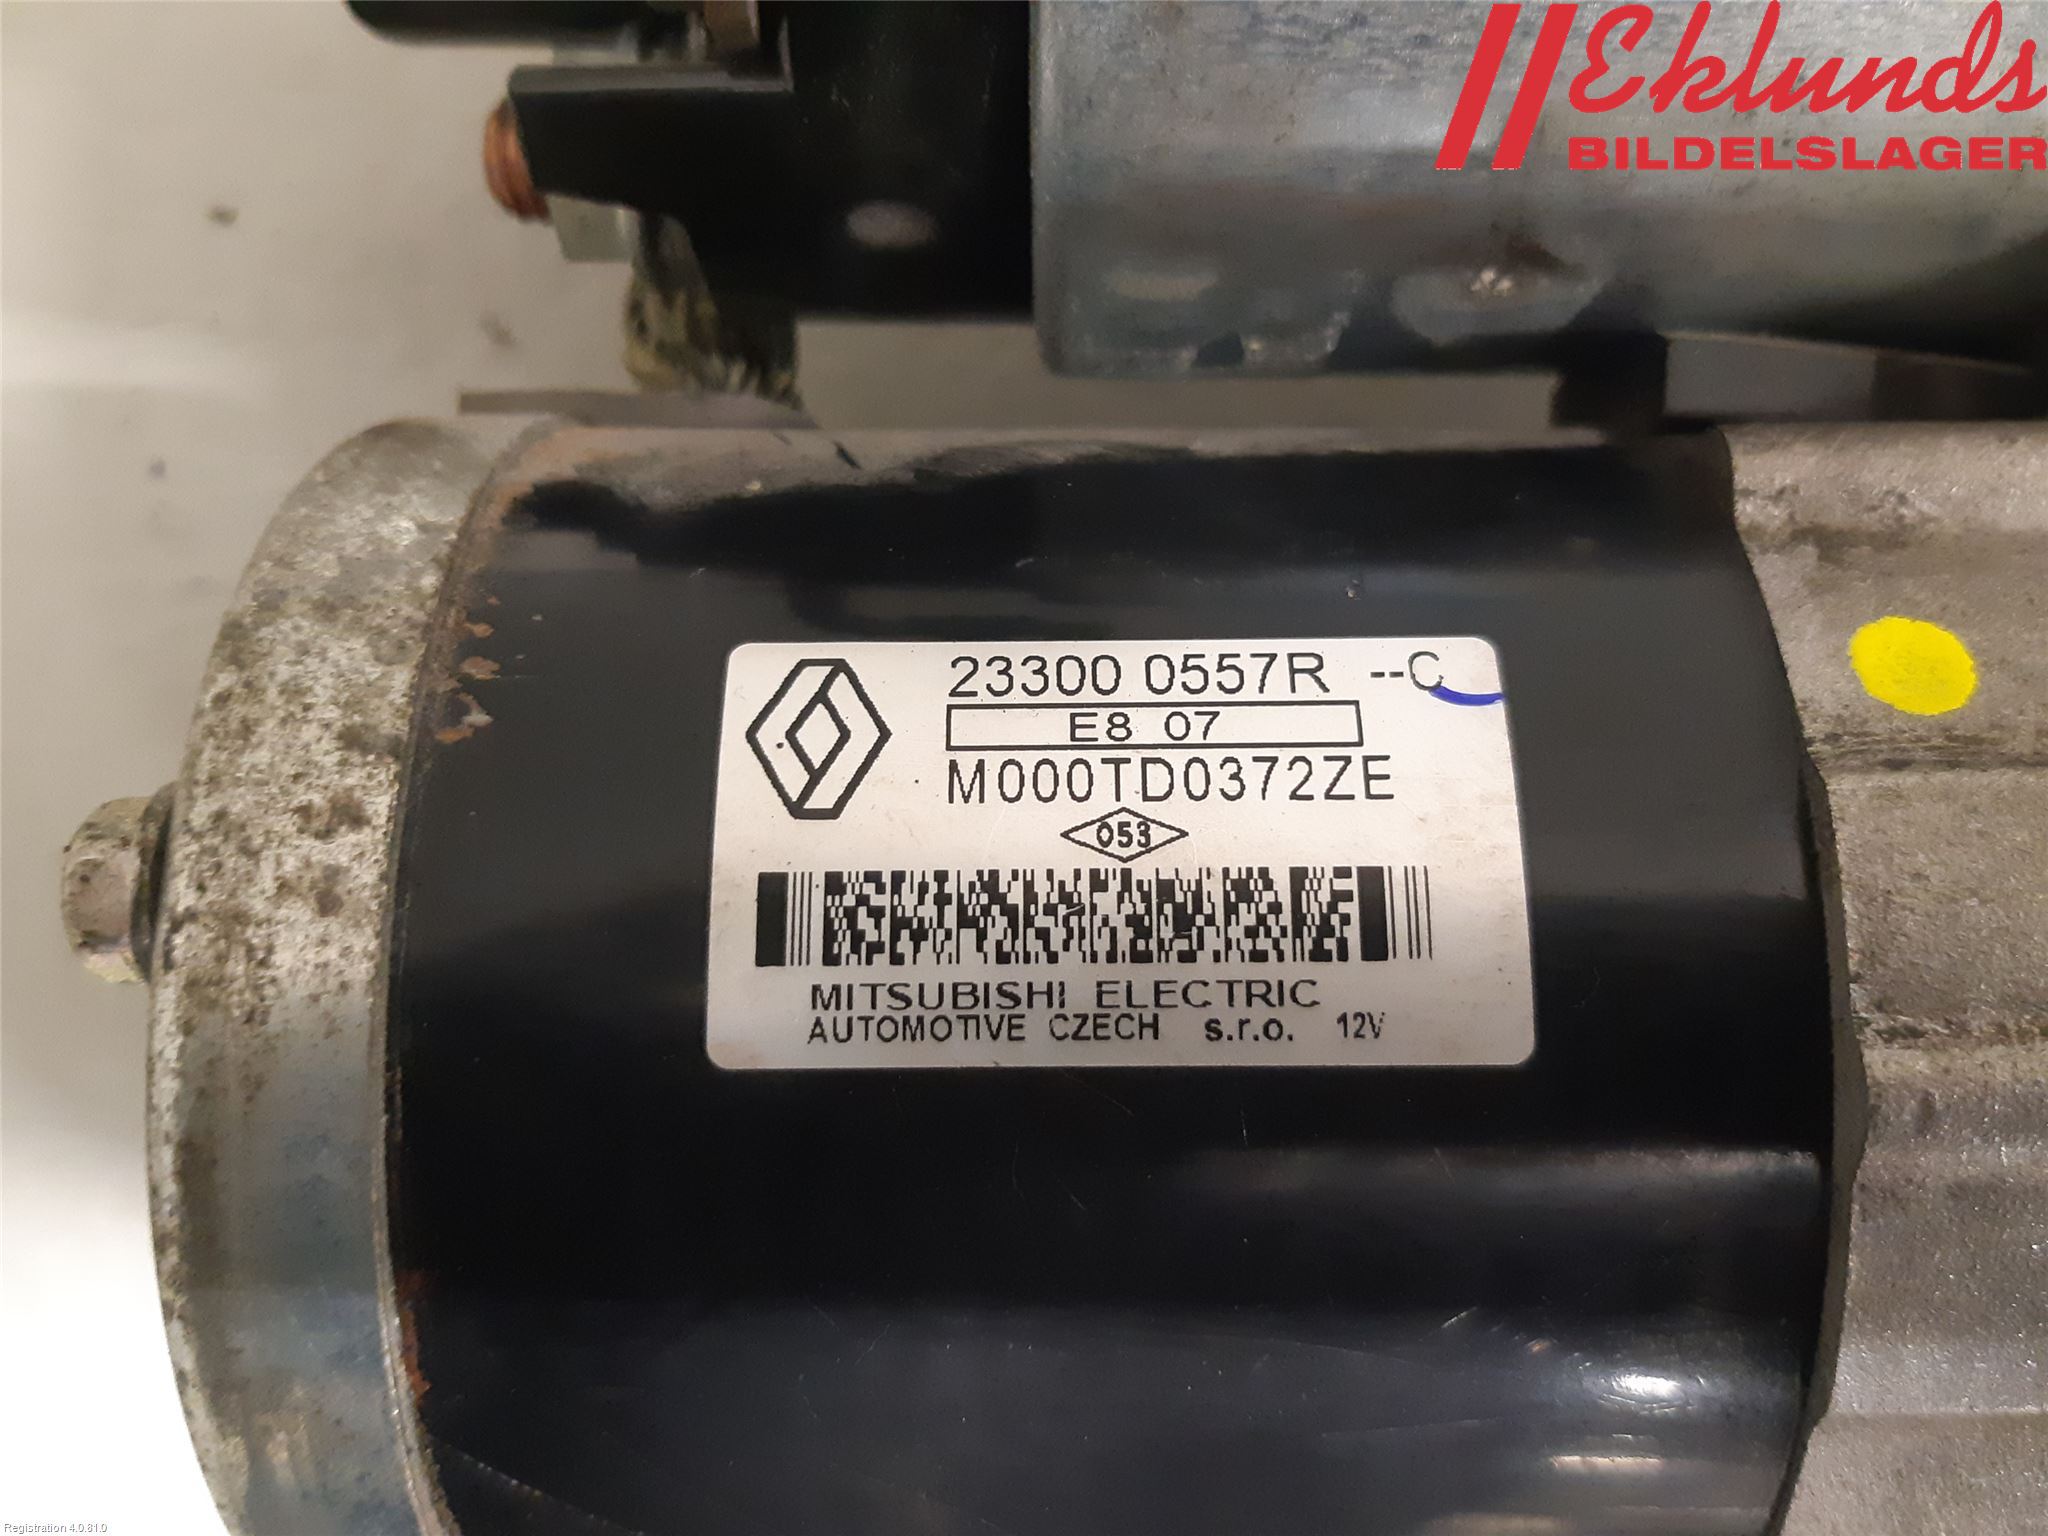 Eklunds
BILDELSLAGER
23300 0557R --C
E8 07
M000TD0372ZE
053
MITSUBISHI ELECTRIC
AUTOMOTIVE CZECH s.r.o. 12V
Registration 4.0.81.0